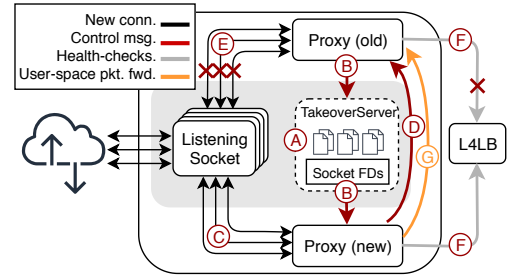 New conn.
Control msg.
Health-checks.
User-space pkt. fwd.
E
Proxy (old)
F
B
TakeoverServer
A
Listening
Socket
D
L4LB
G
Socket FDs
B
C
Proxy (new)
F